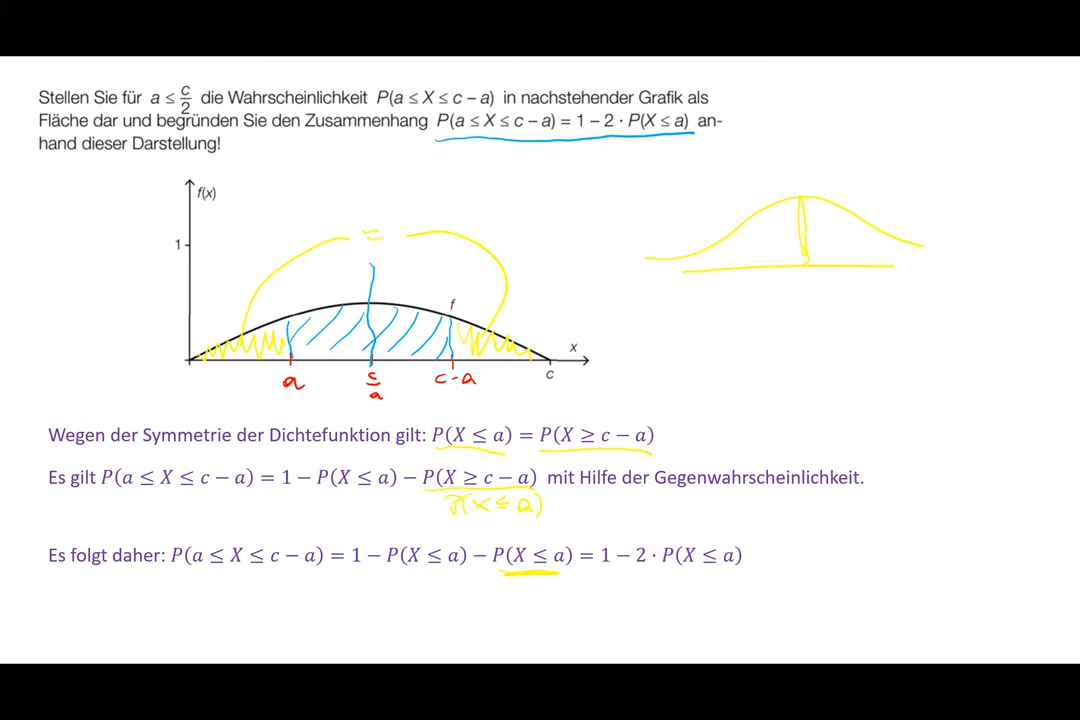 Stellen Sie für a ≤ c/2 die Wahrscheinlichkeit P(a ≤ X ≤ c – a) in nachstehender Grafik als
Fläche dar und begründen Sie den Zusammenhang P(a ≤ X ≤ c – a) = 1 – 2 · P(X ≤ a) an-
hand dieser Darstellung!
f(x)
1
=
f
x
a
c/a
c-a
c
Wegen der Symmetrie der Dichtefunktion gilt: P(X ≤ a) = P(X ≥ c − a)
Es gilt P(a ≤ X ≤ c − a) = 1 − P(X ≤ a) − P(X ≥ c − a) mit Hilfe der Gegenwahrscheinlichkeit.
P(X ≤ a)
Es folgt daher: P(a ≤ X ≤ c − a) = 1 − P(X ≤ a) − P(X ≤ a) = 1 − 2 · P(X ≤ a)